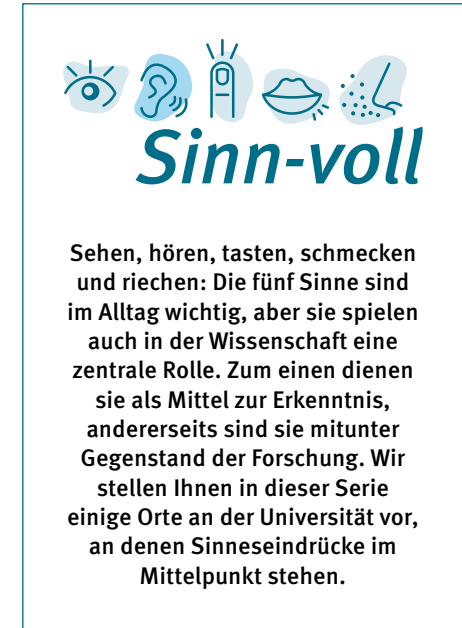 Sinn-voll
Sehen, hören, tasten, schmecken
und riechen: Die fünf Sinne sind
im Alltag wichtig, aber sie spielen
auch in der Wissenschaft eine
zentrale Rolle. Zum einen dienen
sie als Mittel zur Erkenntnis,
andererseits sind sie mitunter
Gegenstand der Forschung. Wir
stellen Ihnen in dieser Serie
einige Orte an der Universität vor,
an denen Sinneseindrücke im
Mittelpunkt stehen.